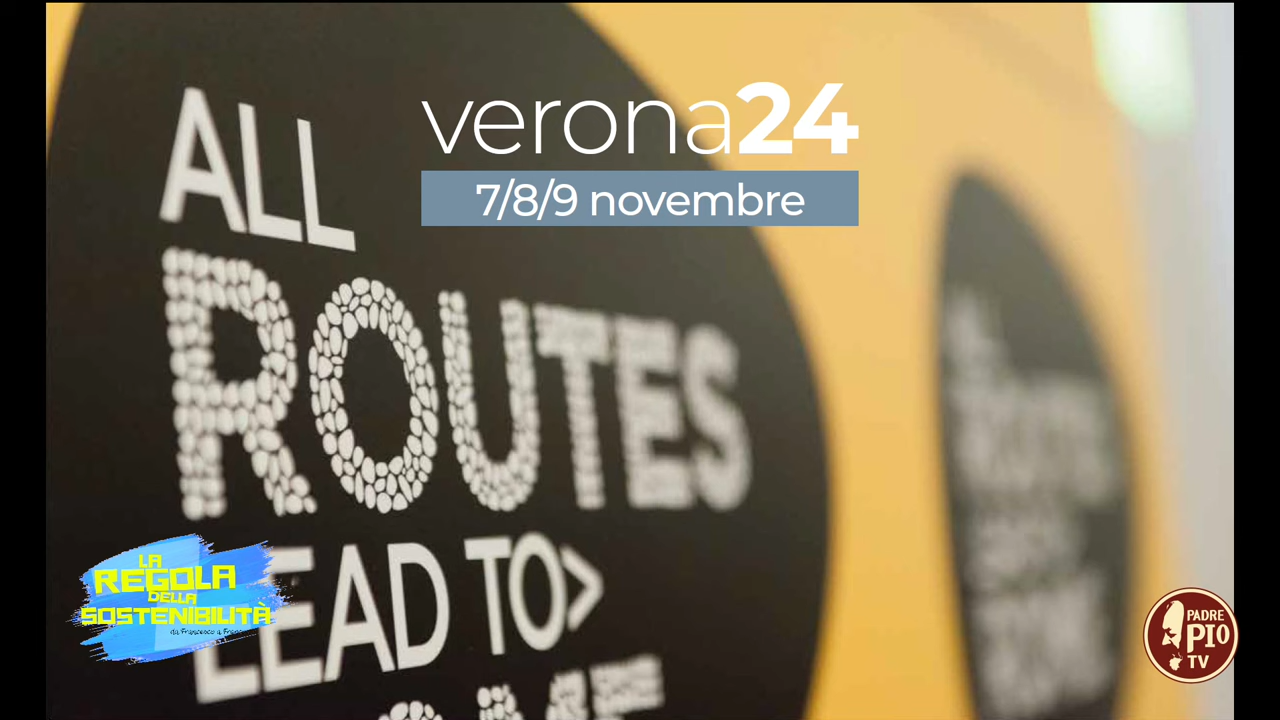 verona24
7/8/9 novembre
ALL
ROUTES
LEAD TO>
LA
REGOLA
DELLA
SOSTENIBILITÀ
PADRE
PIO
TV